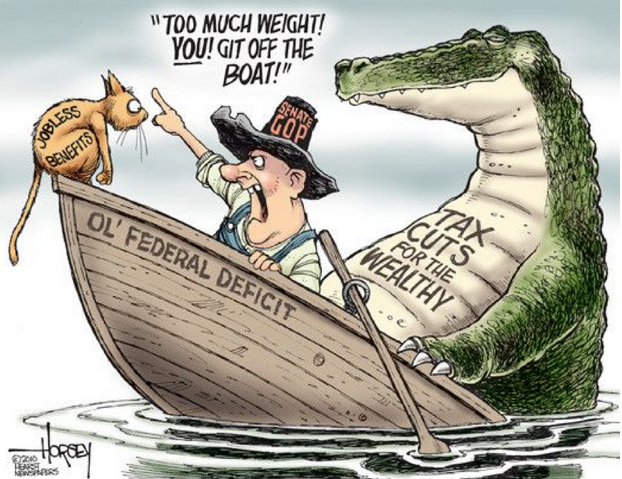 "TOO MUCH WEIGHT!
YOU! GIT OFF THE
BOAT!"
JOBLESS
BENEFITS
SENATE
GOP
OL' FEDERAL DEFICIT
TAX
CUTS
FOR THE
WEALTHY
HORSEY
©2010
HEARST
NEWSPAPERS